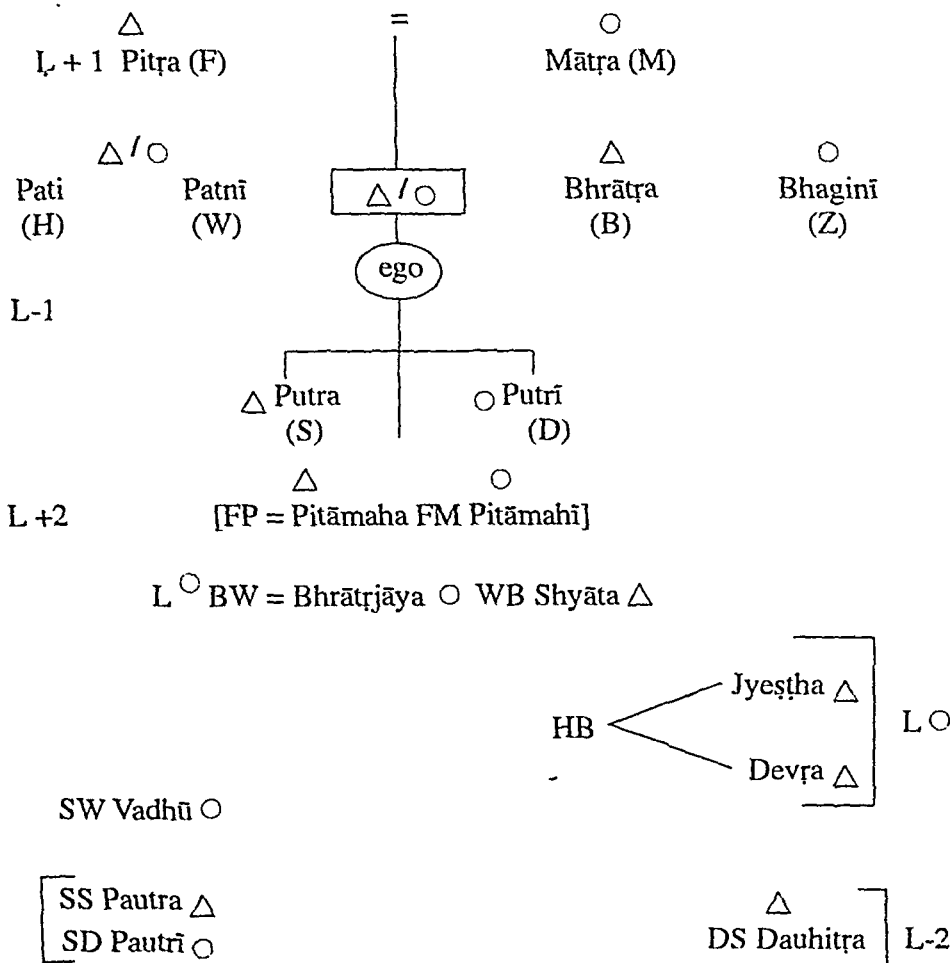 =
L + 1 Pitṛa (F)
Mātṛa (M)
Pati
(H)
Patnī
(W)
/
/
Bhrātṛa
(B)
Bhaginī
(Z)
ego
L-1
Putra
(S)
Putrī
(D)
L +2
[FP = Pitāmaha FM Pitāmahī]
L ○ BW = Bhrātṛjāya ○ WB Shyāta △
Jyeṣṭha △
HB
L ○
Devṛa △
SW Vadhū ○
SS Pautra △
SD Pautrī ○
DS Dauhitṛa
L-2